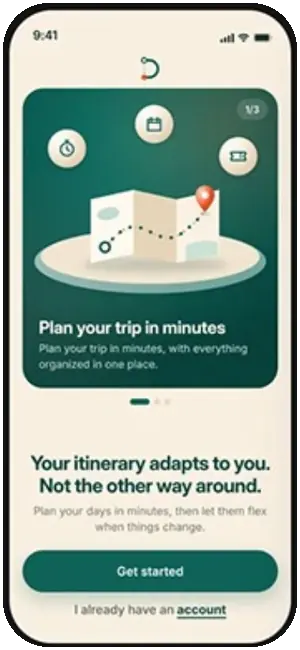 9:41
1/3
Plan your trip in minutes
Plan your trip in minutes, with everything
organized in one place.
Your itinerary adapts to you.
Not the other way around.
Plan your days in minutes, then let them flex
when things change.
Get started
I already have an account